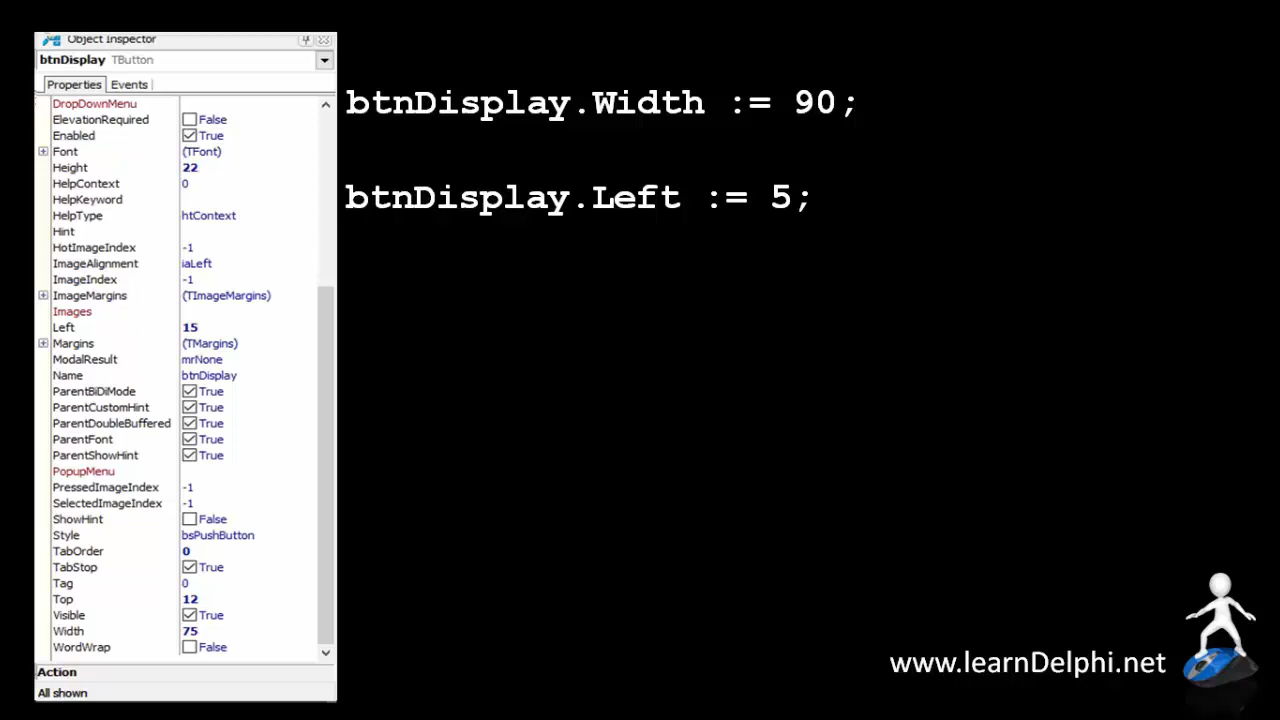 Object Inspector
btnDisplay TButton
Properties Events
DropDownMenu
ElevationRequired False
Enabled True
Font (TFont)
Height 22
HelpContext 0
HelpKeyword
HelpType htContext
Hint
HotImageIndex -1
ImageAlignment iaLeft
ImageIndex -1
ImageMargins (TImageMargins)
Images
Left 15
Margins (TMargins)
ModalResult mrNone
Name btnDisplay
ParentBiDiMode True
ParentCustomHint True
ParentDoubleBuffered True
ParentFont True
ParentShowHint True
PopupMenu
PressedImageIndex -1
SelectedImageIndex -1
ShowHint False
Style bsPushButton
TabOrder 0
TabStop True
Tag 0
Top 12
Visible True
Width 75
WordWrap False
Action
All shown
btnDisplay.Width := 90;
btnDisplay.Left := 5;
www.learnDelphi.net